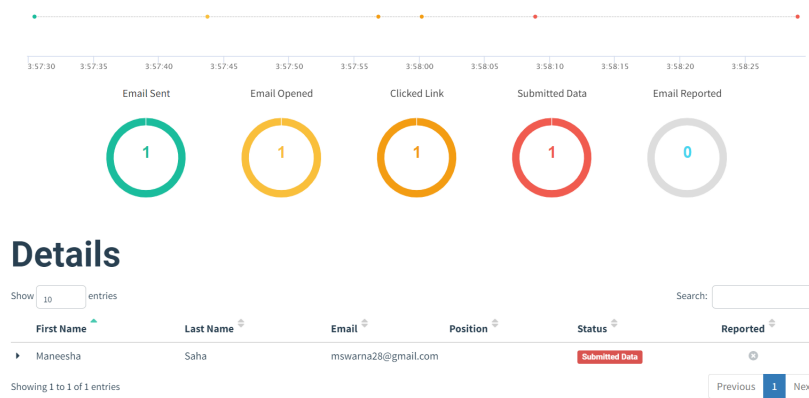 3:57:30 3:57:35 3:57:40 3:57:45 3:57:50 3:57:55 3:58:00 3:58:05 3:58:10 3:58:15 3:58:20 3:58:25
Email Sent Email Opened Clicked Link Submitted Data Email Reported
1 1 1 1 0
Details
Show 10 entries Search:
First Name Last Name Email Position Status Reported
Maneesha Saha mswarna28@gmail.com Submitted Data
Showing 1 to 1 of 1 entries Previous 1 Nex